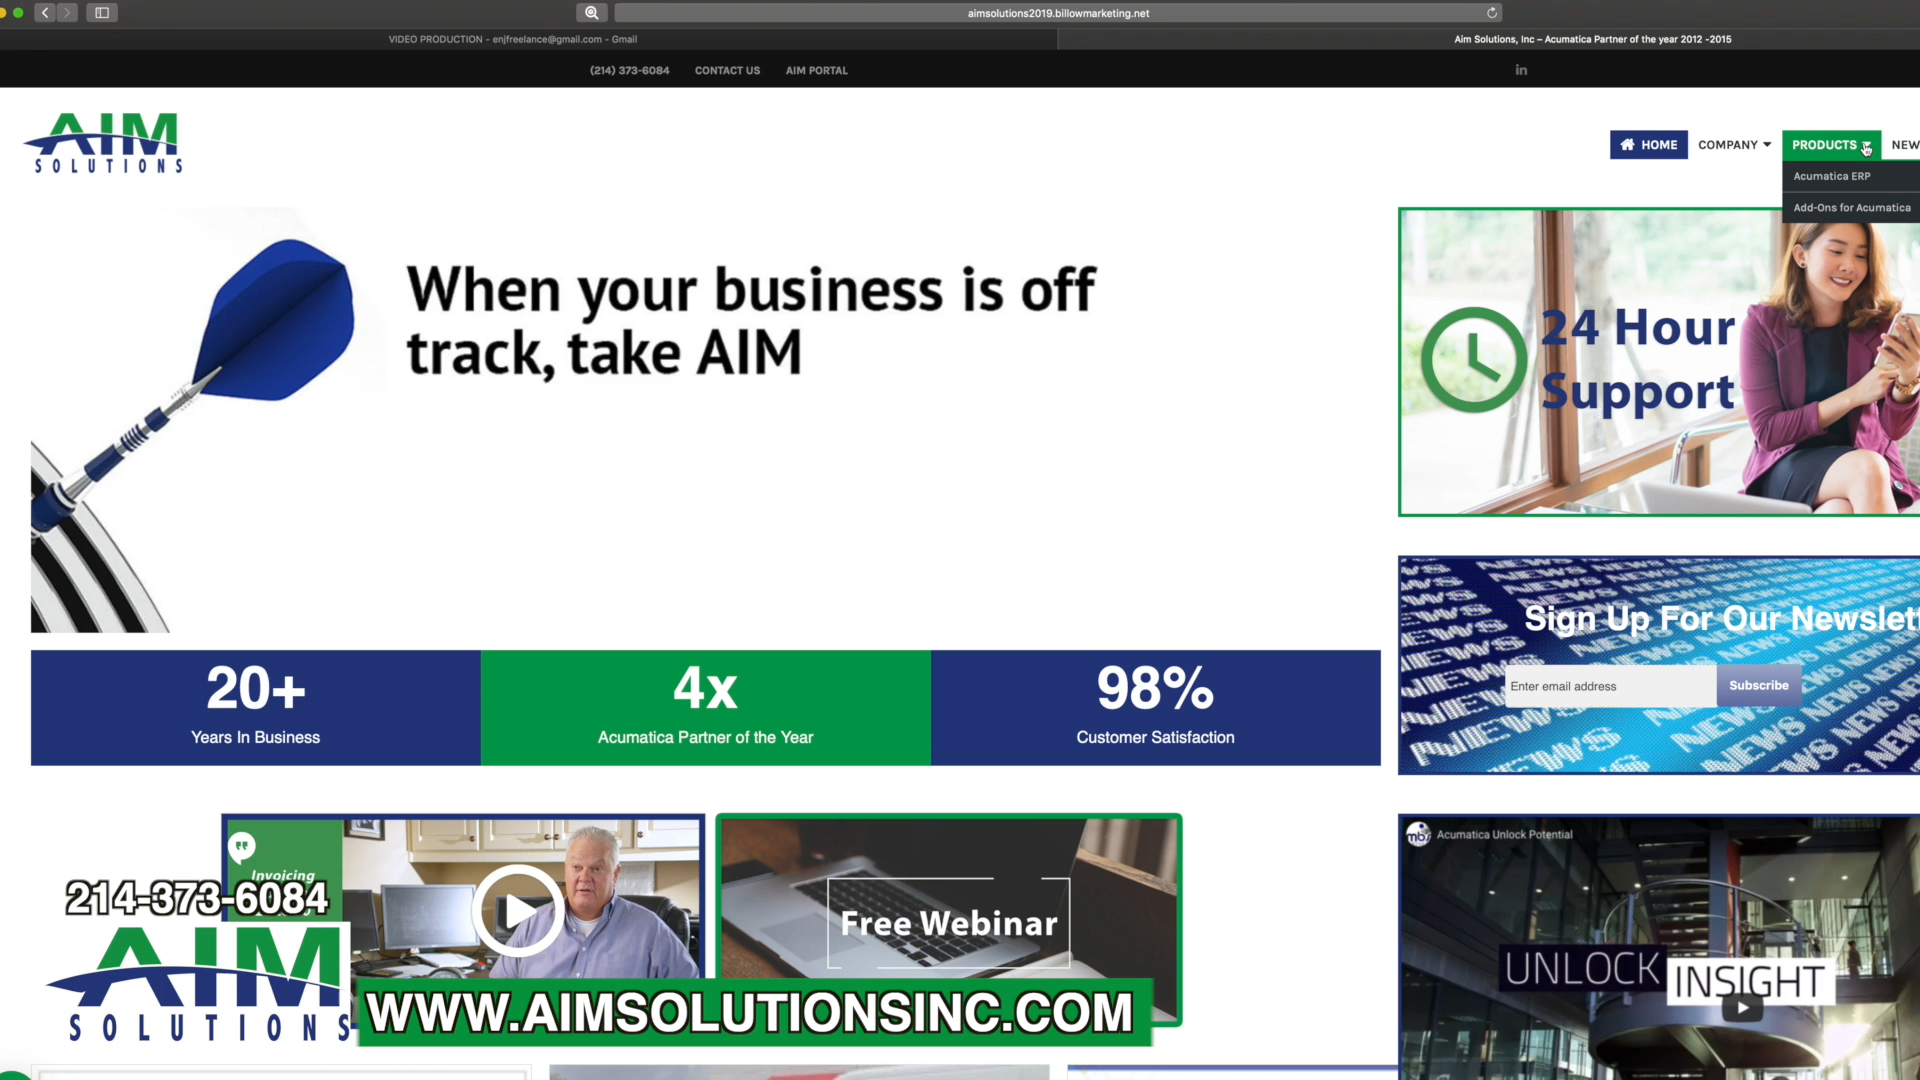 aimsolutions2019.billowmarketing.net
VIDEO PRODUCTION - enjfreelance@gmail.com - Gmail
Aim Solutions, Inc – Acumatica Partner of the year 2012 -2015
(214) 373-6084
CONTACT US
AIM PORTAL
in
AIM
SOLUTIONS
HOME
COMPANY
PRODUCTS
NEW
Acumatica ERP
Add-Ons for Acumatica
When your business is off
track, take AIM
24 Hour
Support
20+
Years In Business
4x
Acumatica Partner of the Year
98%
Customer Satisfaction
Sign Up For Our Newslet
Enter email address
Subscribe
Invoicing
Free Webinar
mbs
Acumatica Unlock Potential
UNLOCK INSIGHT
214-373-6084
AIM
SOLUTIONS
WWW.AIMSOLUTIONSINC.COM